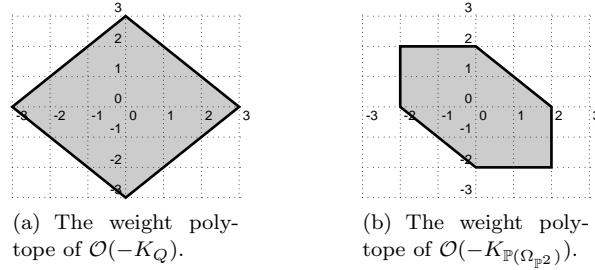 3
2
1
0
-3 -2 -1 0 1 2 3
-1
-2
-3
(a) The weight poly-
tope of O(−K_Q).
3
2
1
0
-3 -2 -1 0 1 2 3
-1
-2
-3
(b) The weight poly-
tope of O(−K_{ℙ(Ω_{ℙ²})}).